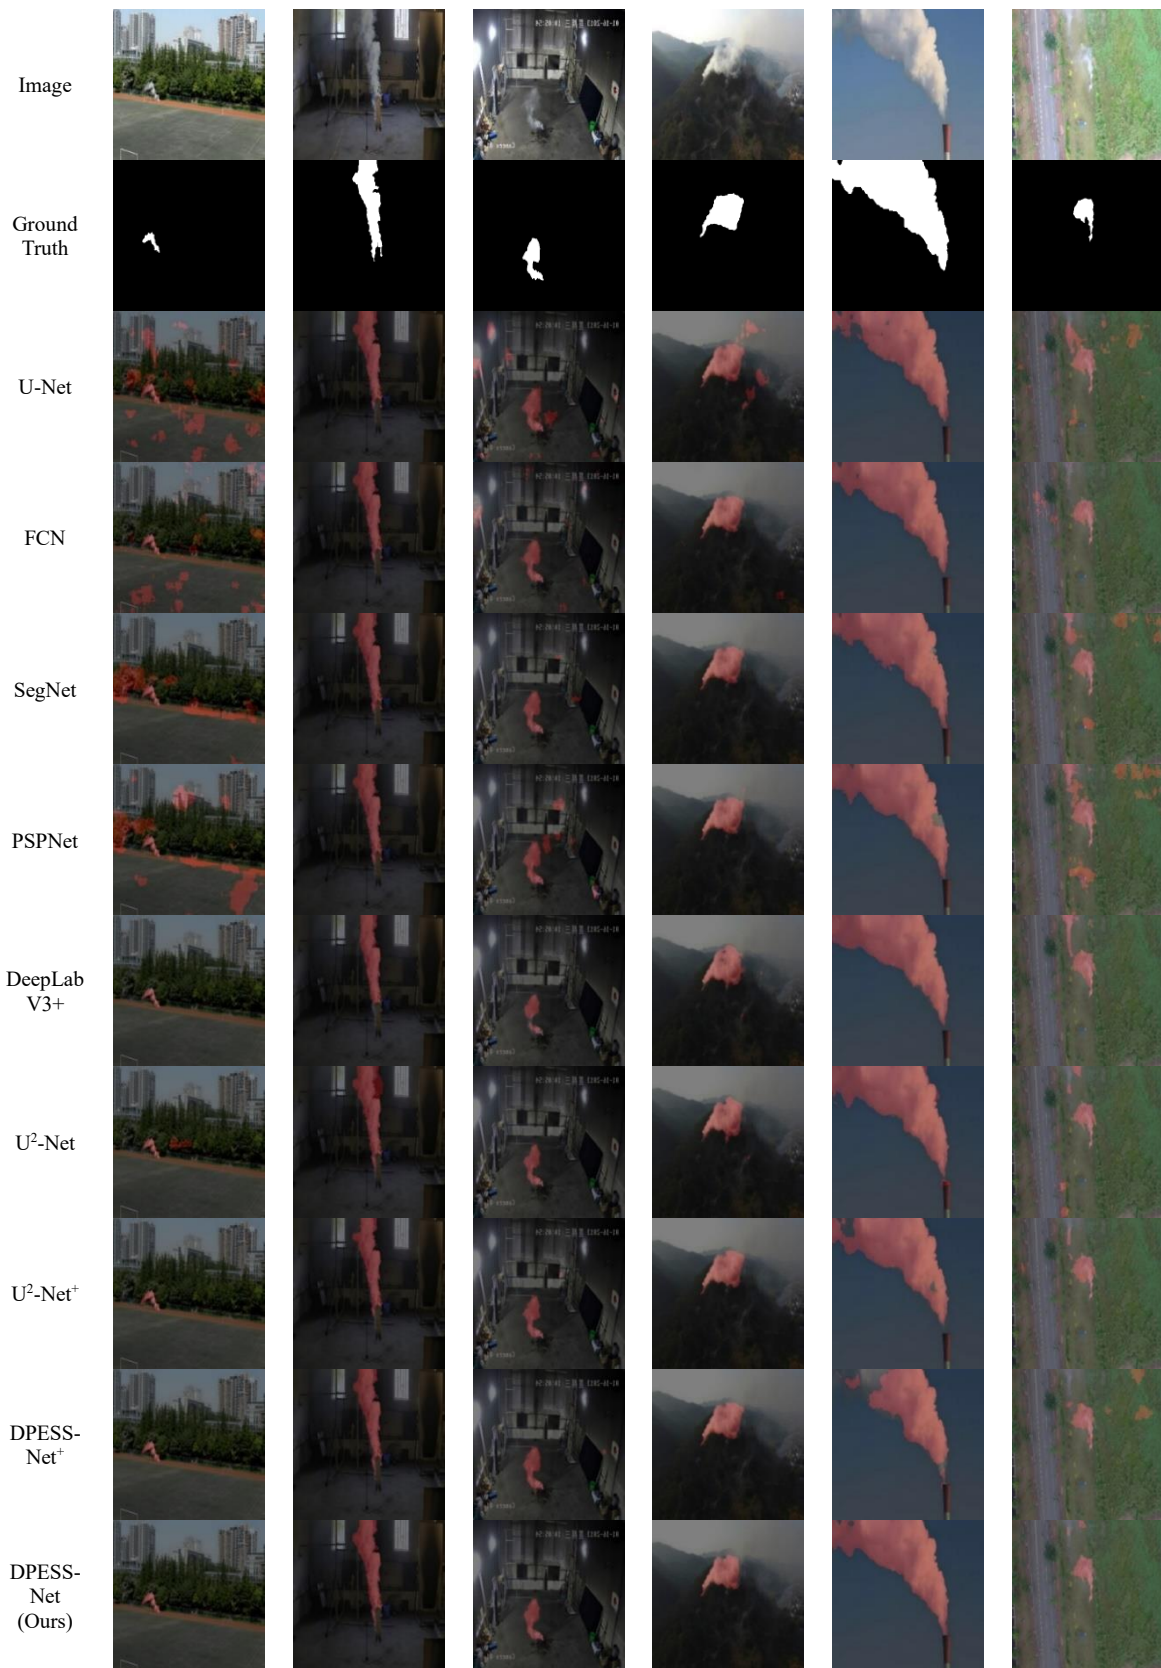 Image
Ground
Truth
U-Net
FCN
SegNet
PSPNet
DeepLab
V3+
U²-Net
U²-Net⁺
DPESS-
Net⁺
DPESS-
Net
(Ours)